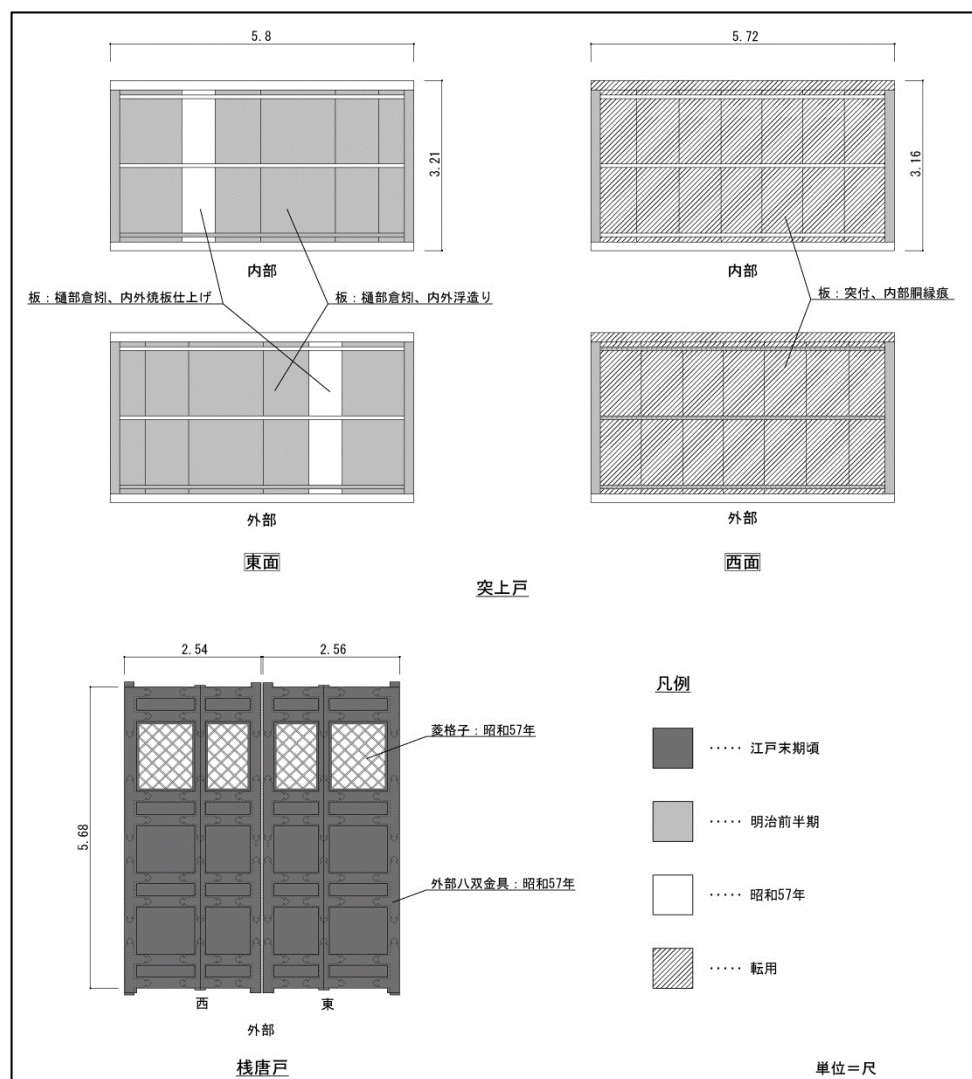 5.8
5.72
3.21
3.16
内部
内部
板：樋部倉矧、内外焼板仕上げ
板：樋部倉矧、内外浮造り
板：突付、内部胴縁痕
外部
外部
東面
西面
突上戸
2.54
2.56
凡例
菱格子：昭和57年
江戸末期頃
5.68
明治前半期
外部八双金具：昭和57年
昭和57年
転用
西
東
外部
桟唐戸
単位＝尺